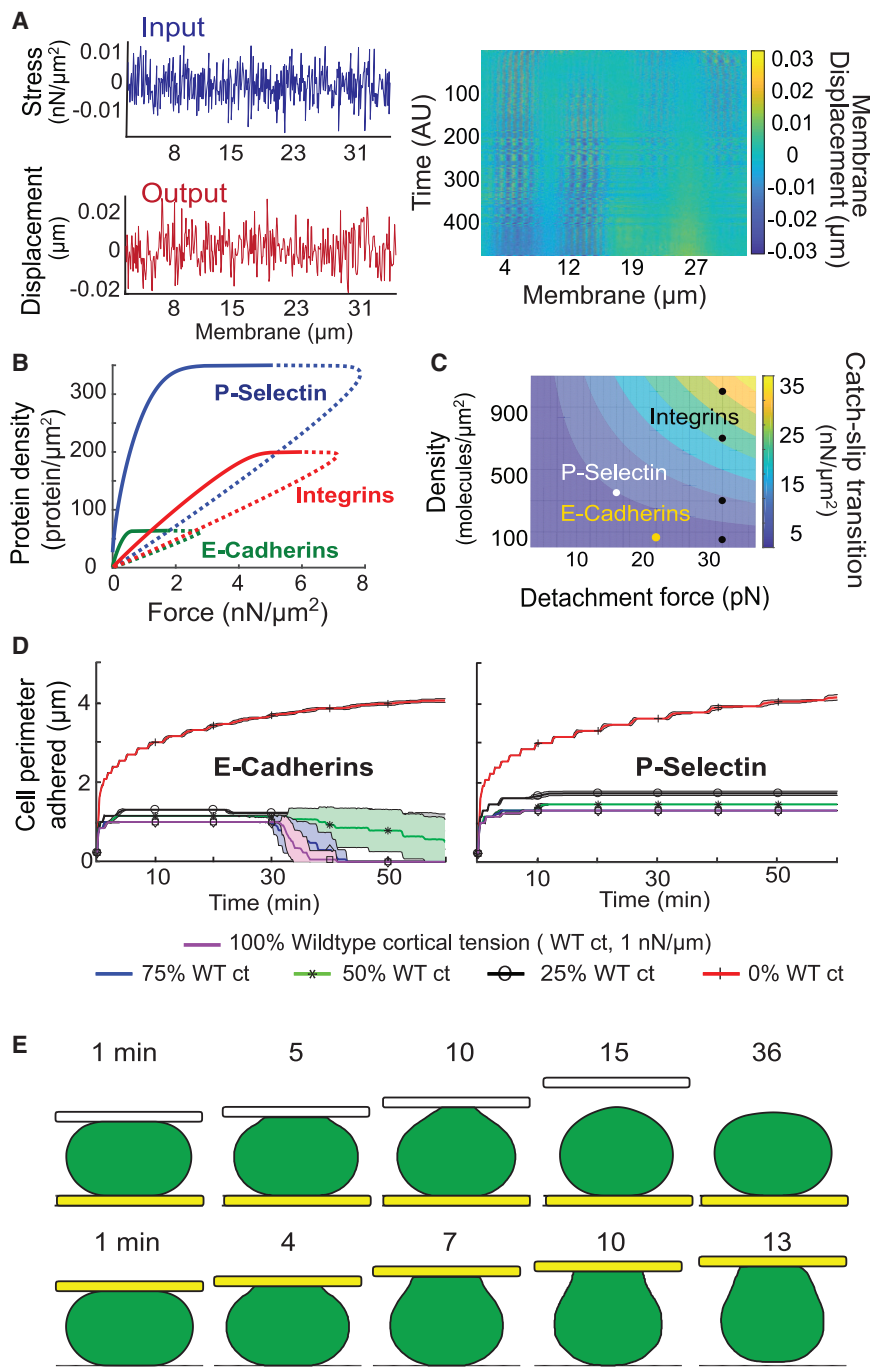 A
Input
Stress
(nN/µm²)
0.01
0
-0.01
8 15 23 31
Output
Displacement
(µm)
0.02
0
-0.02
8 15 23 31
Membrane (µm)
Time (AU)
100
200
300
400
4 12 19 27
Membrane (µm)
0.03
0.02
0.01
0
-0.01
-0.02
-0.03
Membrane
Displacement (µm)
B
Protein density
(protein/µm²)
300
200
100
0
P-Selectin
Integrins
E-Cadherins
0 2 4 6 8
Force (nN/µm²)
C
Density
(molecules/µm²)
900
500
100
Integrins
P-Selectin
E-Cadherins
10 20 30
Detachment force (pN)
35
25
15
5
Catch-slip transition
(nN/µm²)
D
Cell perimeter
adhered (µm)
4
2
0
E-Cadherins
10 30 50
Time (min)
P-Selectin
10 30 50
Time (min)
100% Wildtype cortical tension ( WT ct, 1 nN/µm)
75% WT ct 50% WT ct 25% WT ct 0% WT ct
E
1 min 5 10 15 36
1 min 4 7 10 13